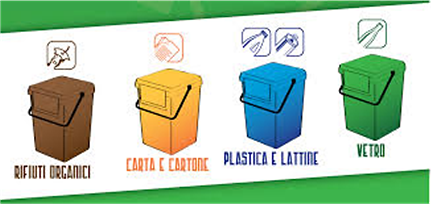 RIFIUTI ORGANICI
CARTA E CARTONE
PLASTICA E LATTINE
VETRO